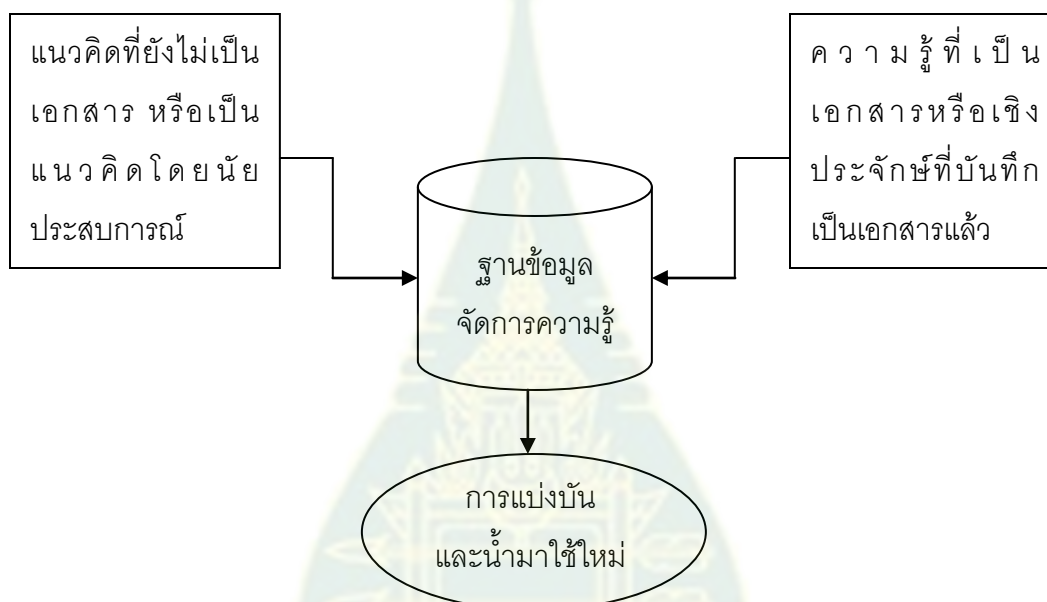 แนวคิดที่ยังไม่เป็น
เอกสาร หรือเป็น
แนวคิดโดยนัย
ประสบการณ์
ความรู้ที่เป็น
เอกสารหรือเชิง
ประจักษ์ที่บันทึก
เป็นเอกสารแล้ว
ฐานข้อมูล
จัดการความรู้
การแบ่งบัน
และน้ำมาใช้ใหม่